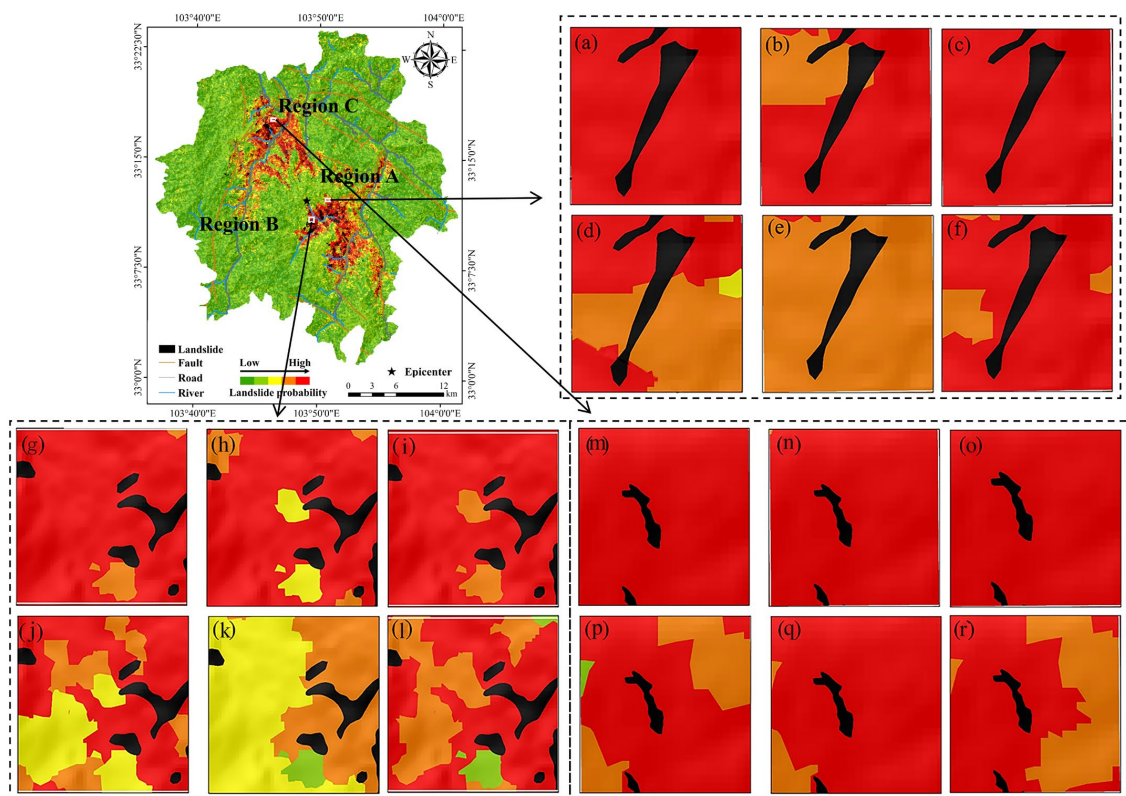 103°40'0"E 103°50'0"E 104°0'0"E
33°22'30"N
33°15'0"N
33°7'30"N
33°0'0"N
33°15'0"N
33°7'30"N
33°0'0"N
N
W E
S
Region C
Region A
Region B
Landslide
Fault
Road
River
Low High
Landslide probability
Epicenter
0 3 6 12
km
103°40'0"E 103°50'0"E 104°0'0"E
(a) (b) (c)
(d) (e) (f)
(g) (h) (i)
(j) (k) (l)
(m) (n) (o)
(p) (q) (r)